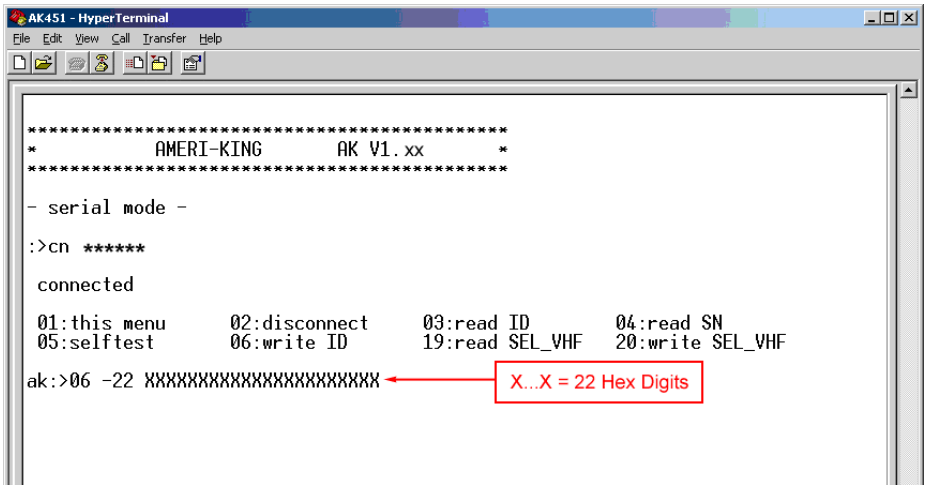 AK451 - HyperTerminal
File Edit View Call Transfer Help
*********************************************
* AMERI-KING AK V1.xx *
*********************************************
- serial mode -
:>cn ******
connected
01:this menu 02:disconnect 03:read ID 04:read SN
05:selftest 06:write ID 19:read SEL_VHF 20:write SEL_VHF
ak:>06 -22 XXXXXXXXXXXXXXXXXXXXXX
X...X = 22 Hex Digits